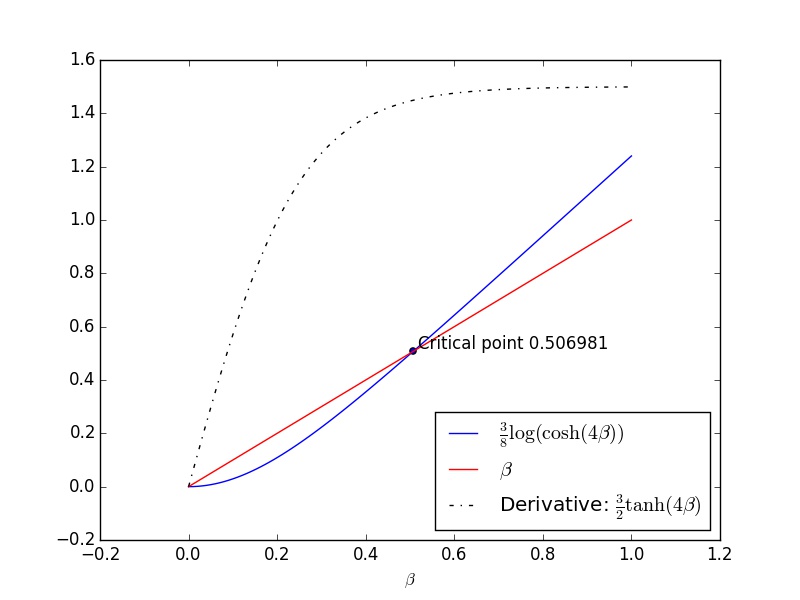 1.6
1.4
1.2
1.0
0.8
0.6
0.4
0.2
0.0
−0.2
Critical point 0.506981
3/8 log(cosh(4β))
β
Derivative: 3/2 tanh(4β)
−0.2 0.0 0.2 0.4 0.6 0.8 1.0 1.2
β